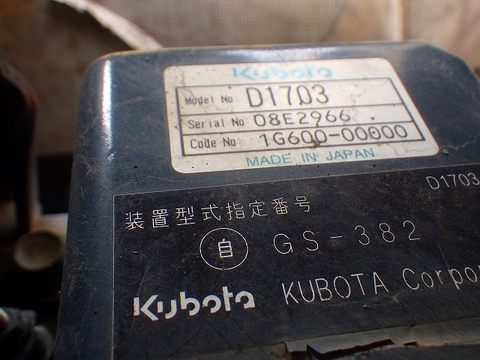 Kubota
Model No D1703
Serial No 08E2966
Code No 1G600-00000
MADE IN JAPAN
D1703
装置型式指定番号
自 GS-382
Kubota KUBOTA Corpo